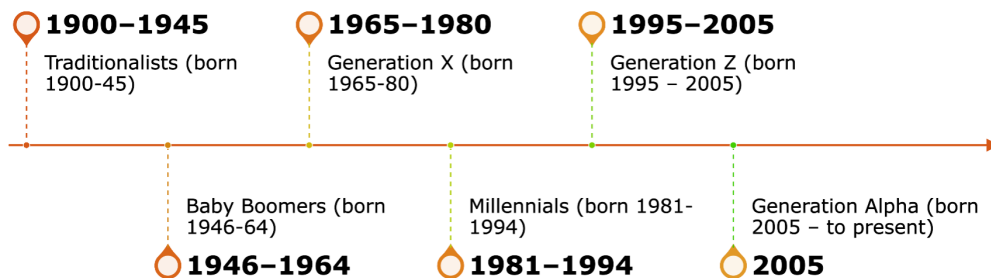 1900–1945
Traditionalists (born
1900-45)
1965–1980
Generation X (born
1965-80)
1995–2005
Generation Z (born
1995 – 2005)
Baby Boomers (born
1946-64)
1946–1964
Millennials (born 1981-
1994)
1981–1994
Generation Alpha (born
2005 – to present)
2005